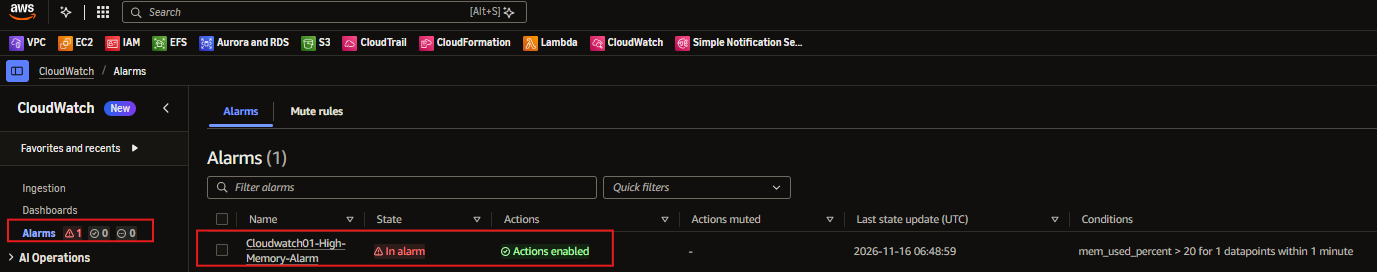 aws
Search [Alt+S]
VPC EC2 IAM EFS Aurora and RDS S3 CloudTrail CloudFormation Lambda CloudWatch Simple Notification Se...
CloudWatch / Alarms
CloudWatch New
Favorites and recents
Ingestion
Dashboards
Alarms 1 0 0
AI Operations
Alarms Mute rules
Alarms (1)
Filter alarms Quick filters
Name State Actions Actions muted Last state update (UTC) Conditions
Cloudwatch01-High-
Memory-Alarm In alarm Actions enabled - 2026-11-16 06:48:59 mem_used_percent > 20 for 1 datapoints within 1 minute